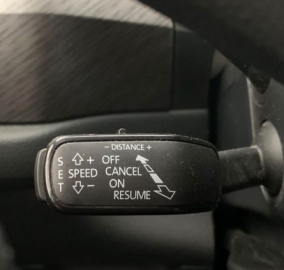 - DISTANCE +
S ⇧ + OFF
E SPEED CANCEL
T ⇩ - ON
RESUME